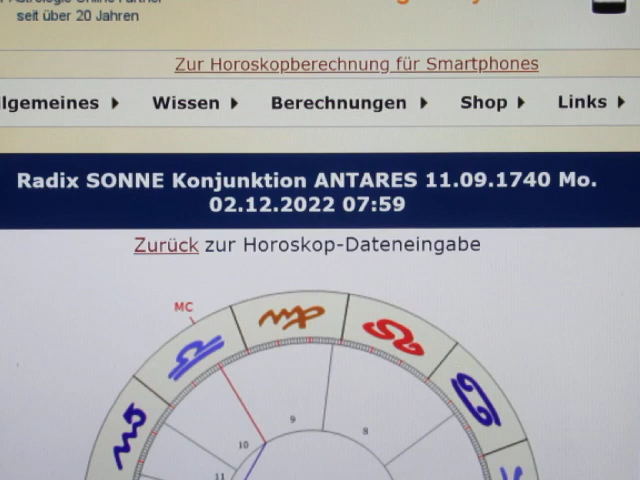 seit über 20 Jahren
Zur Horoskopberechnung für Smartphones
llgemeines Wissen Berechnungen Shop Links
Radix SONNE Konjunktion ANTARES 11.09.1740 Mo.
02.12.2022 07:59
Zurück zur Horoskop-Dateneingabe
MC
9
8
10
11